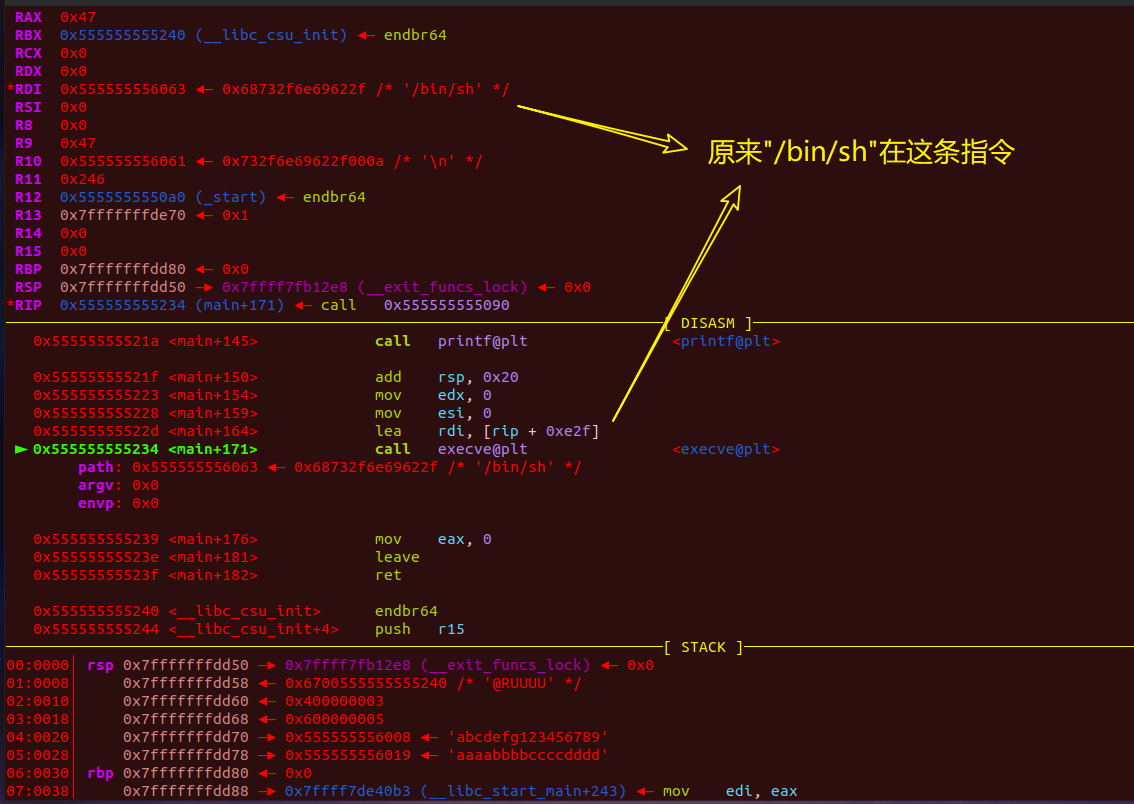 RAX 0x47
RBX 0x555555555240 (__libc_csu_init) ◂— endbr64
RCX 0x0
RDX 0x0
*RDI 0x555555556063 ◂— 0x68732f6e69622f /* '/bin/sh' */
RSI 0x0
R8 0x0
R9 0x47
R10 0x555555556061 ◂— 0x732f6e69622f000a /* '\n' */
R11 0x246
R12 0x5555555550a0 (_start) ◂— endbr64
R13 0x7fffffffde70 ◂— 0x1
R14 0x0
R15 0x0
RBP 0x7fffffffdd80 ◂— 0x0
RSP 0x7fffffffdd50 —▸ 0x7ffff7fb12e8 (__exit_funcs_lock) ◂— 0x0
*RIP 0x555555555234 (main+171) ◂— call 0x555555555090
原来"/bin/sh"在这条指令
[ DISASM ]
0x55555555521a <main+145> call printf@plt <printf@plt>
0x55555555521f <main+150> add rsp, 0x20
0x555555555223 <main+154> mov edx, 0
0x555555555228 <main+159> mov esi, 0
0x55555555522d <main+164> lea rdi, [rip + 0xe2f]
► 0x555555555234 <main+171> call execve@plt <execve@plt>
path: 0x555555556063 ◂— 0x68732f6e69622f /* '/bin/sh' */
argv: 0x0
envp: 0x0
0x555555555239 <main+176> mov eax, 0
0x55555555523e <main+181> leave
0x55555555523f <main+182> ret
0x555555555240 <__libc_csu_init> endbr64
0x555555555244 <__libc_csu_init+4> push r15
[ STACK ]
00:0000│ rsp 0x7fffffffdd50 —▸ 0x7ffff7fb12e8 (__exit_funcs_lock) ◂— 0x0
01:0008│ 0x7fffffffdd58 ◂— 0x6700555555555240 /* '@RUUUU' */
02:0010│ 0x7fffffffdd60 ◂— 0x400000003
03:0018│ 0x7fffffffdd68 ◂— 0x600000005
04:0020│ 0x7fffffffdd70 —▸ 0x555555556008 ◂— 'abcdefg123456789'
05:0028│ 0x7fffffffdd78 —▸ 0x555555556019 ◂— 'aaaabbbbccccdddd'
06:0030│ rbp 0x7fffffffdd80 ◂— 0x0
07:0038│ 0x7fffffffdd88 —▸ 0x7ffff7de40b3 (__libc_start_main+243) ◂— mov edi, eax